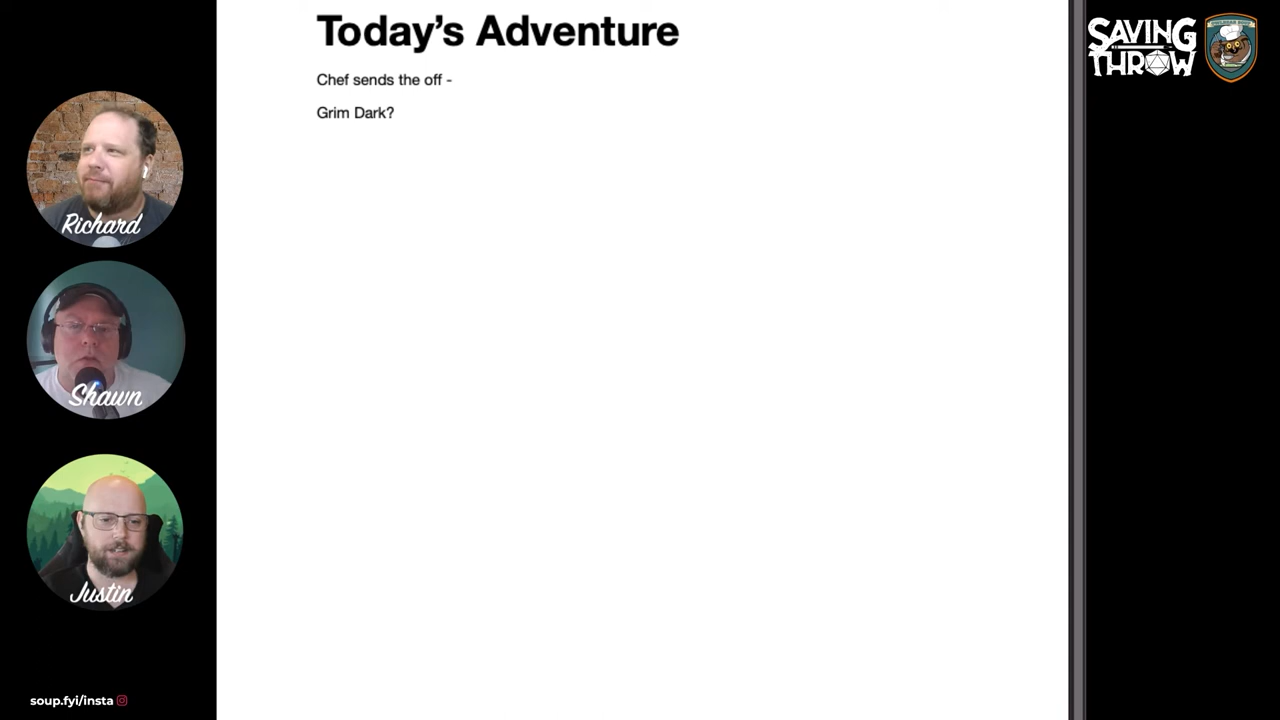 Today’s Adventure
Chef sends the off -
Grim Dark?
SAVING
THROW
Richard
Shawn
Justin
soup.fyi/insta